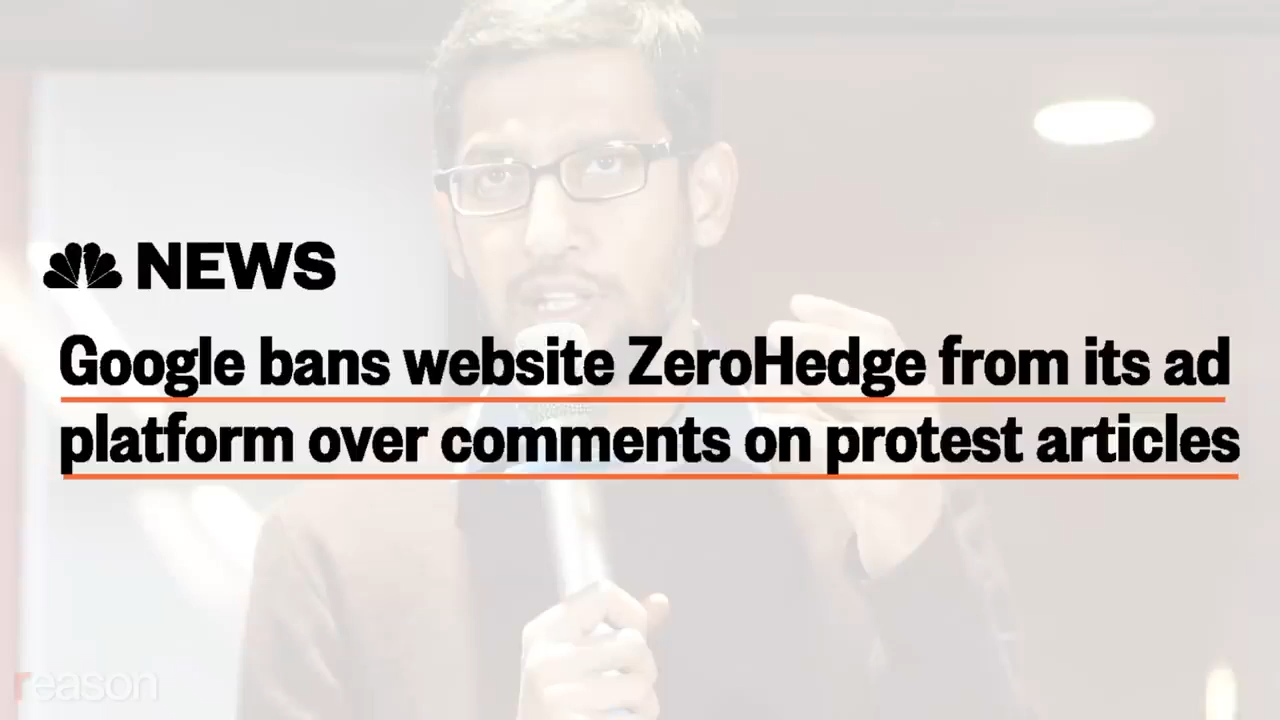 NEWS
Google bans website ZeroHedge from its ad
platform over comments on protest articles
reason